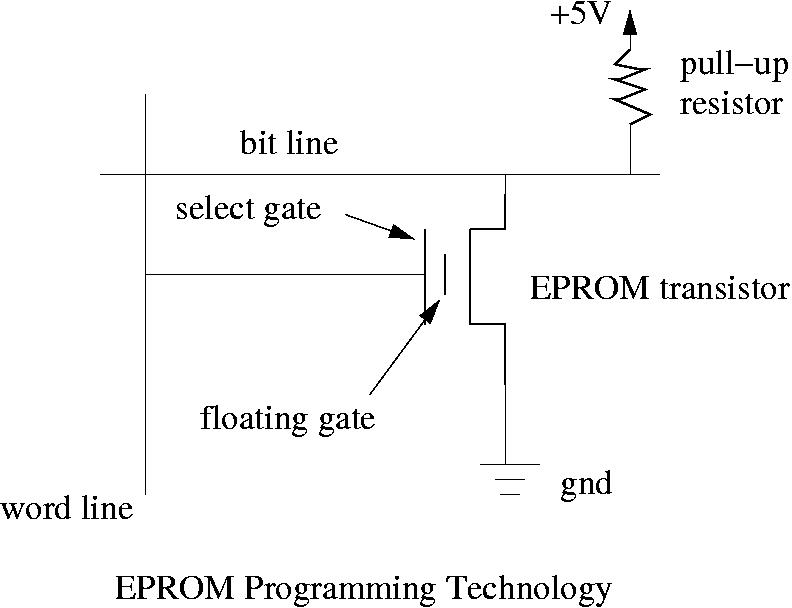 +5V
pull−up
resistor
bit line
select gate
EPROM transistor
floating gate
gnd
word line
EPROM Programming Technology